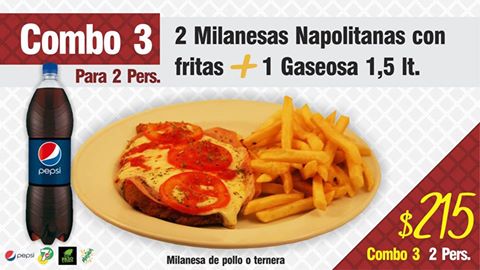 Combo 3
Para 2 Pers.
2 Milanesas Napolitanas con
fritas + 1 Gaseosa 1,5 lt.
pepsi
$215
Combo 3 2 Pers.
pepsi
Milanesa de pollo o ternera